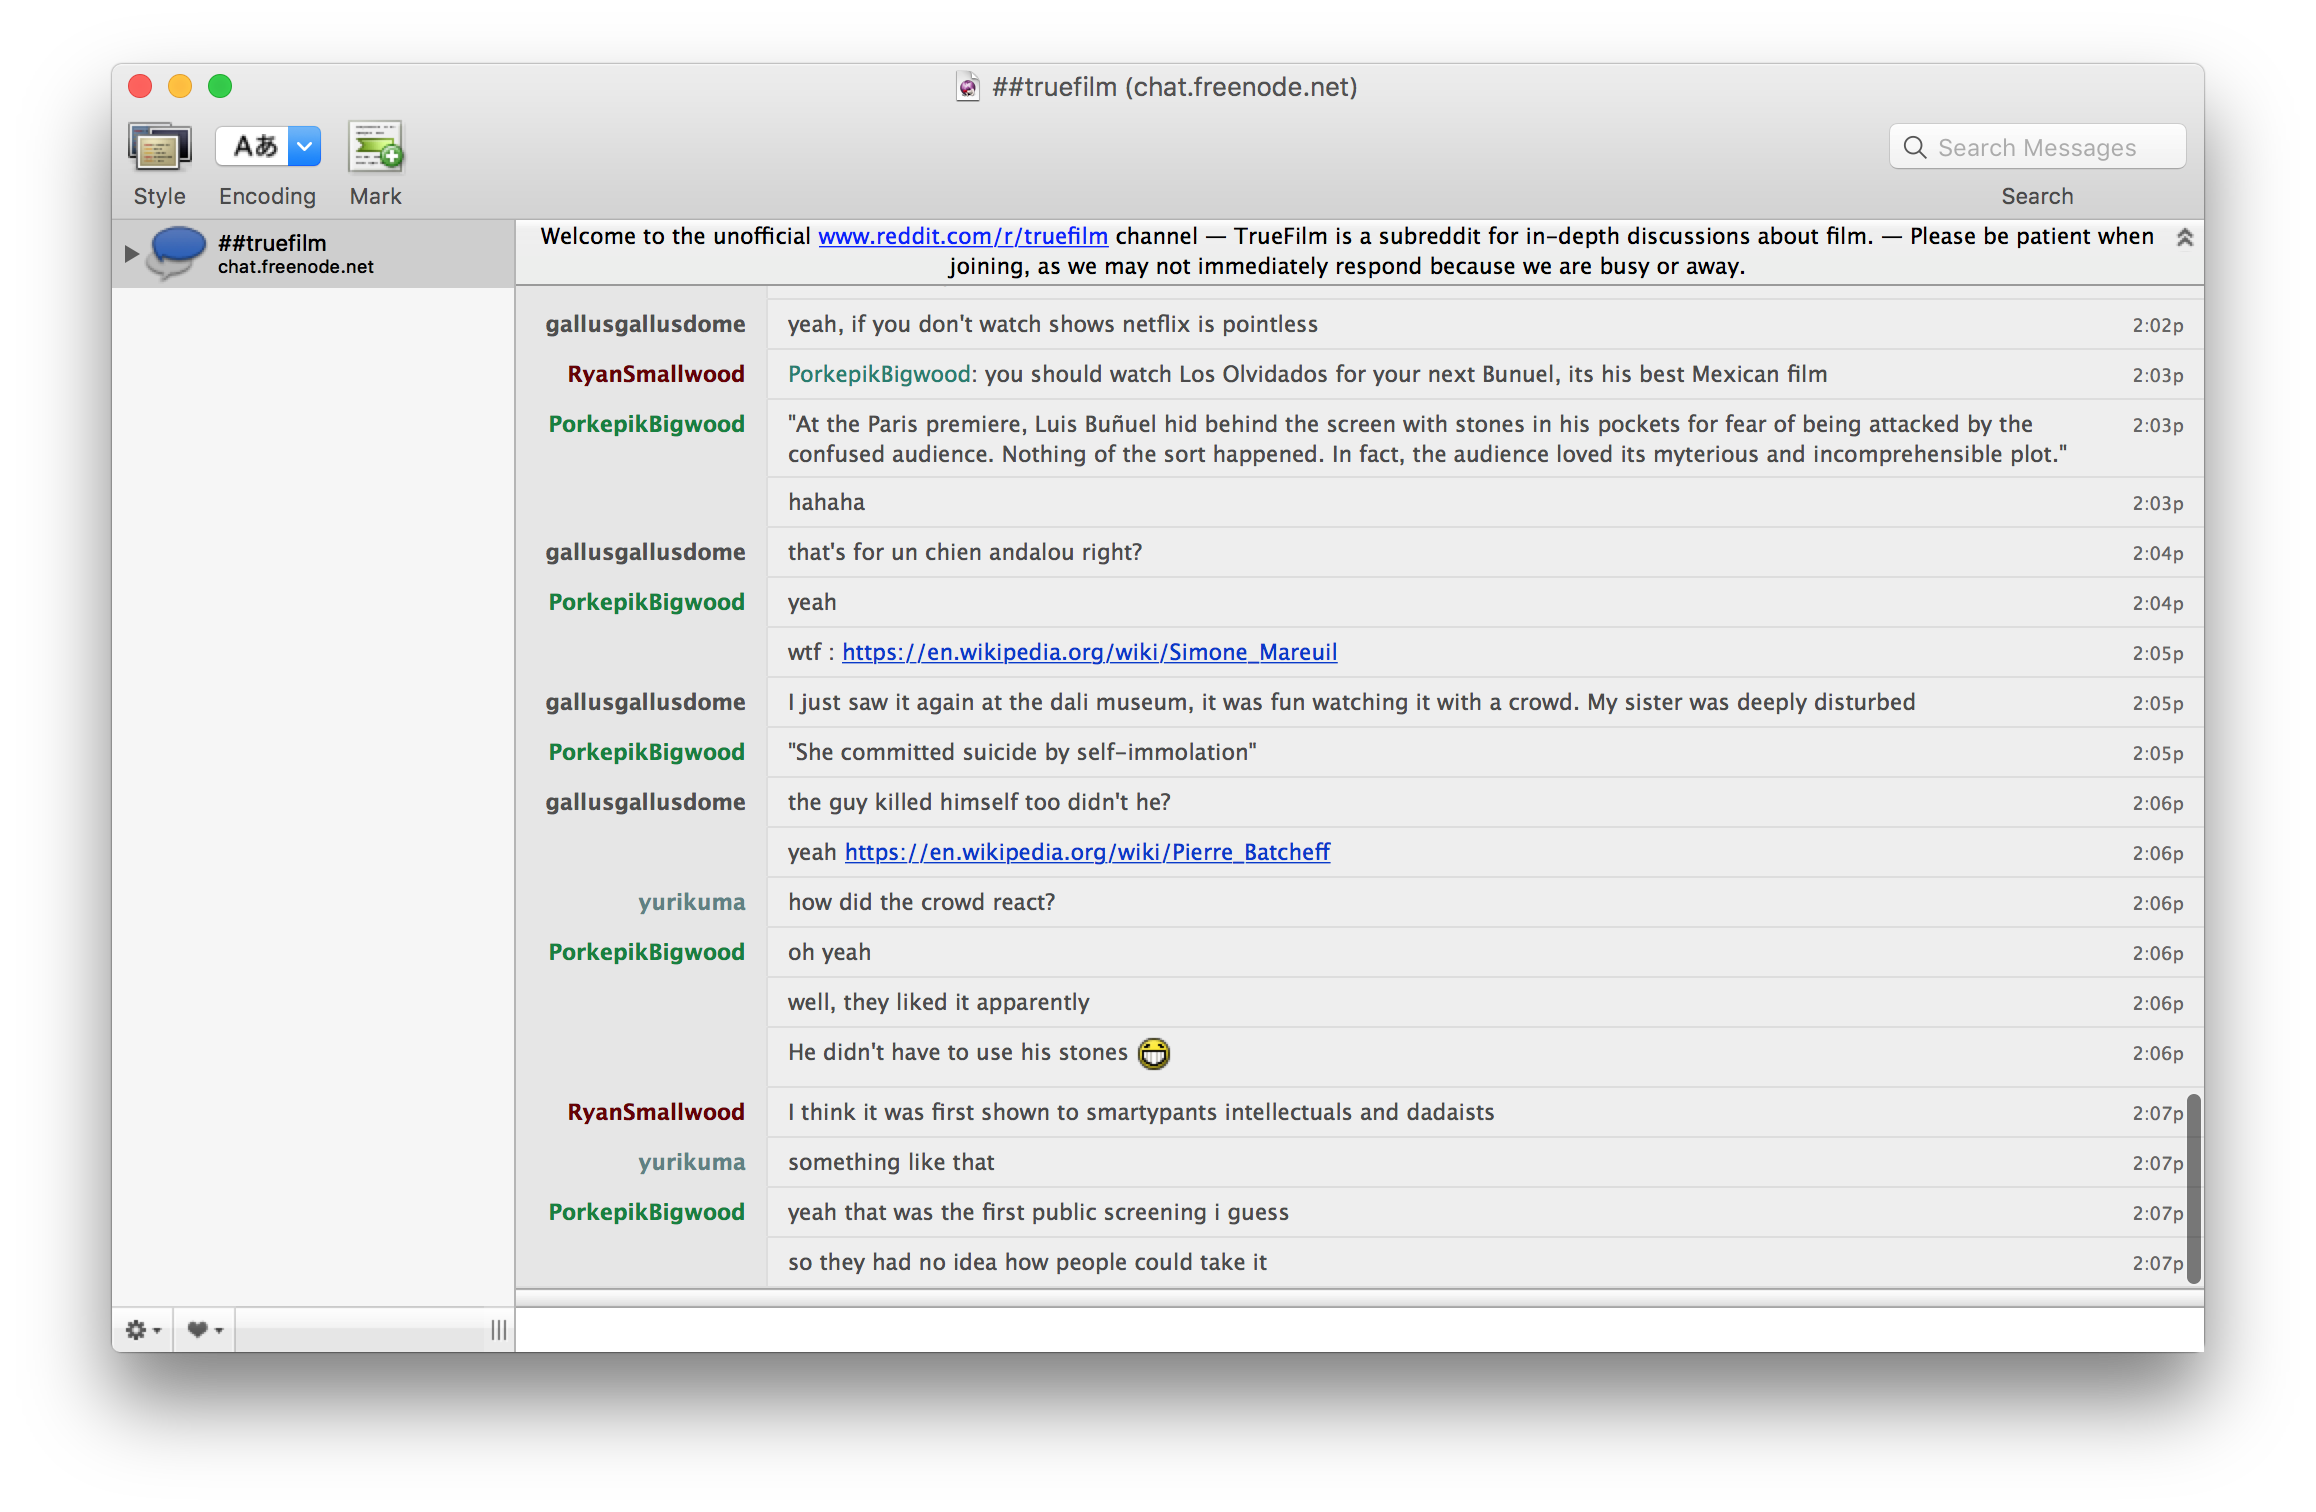 ##truefilm (chat.freenode.net)
Aあ
Search Messages
Style
Encoding
Mark
Search
##truefilm
chat.freenode.net
Welcome to the unofficial www.reddit.com/r/truefilm channel — TrueFilm is a subreddit for in-depth discussions about film. — Please be patient when
joining, as we may not immediately respond because we are busy or away.
gallusgallusdome yeah, if you don't watch shows netflix is pointless 2:02p
RyanSmallwood PorkepikBigwood: you should watch Los Olvidados for your next Bunuel, its his best Mexican film 2:03p
PorkepikBigwood "At the Paris premiere, Luis Buñuel hid behind the screen with stones in his pockets for fear of being attacked by the 2:03p
confused audience. Nothing of the sort happened. In fact, the audience loved its myterious and incomprehensible plot."
hahaha 2:03p
gallusgallusdome that's for un chien andalou right? 2:04p
PorkepikBigwood yeah 2:04p
wtf : https://en.wikipedia.org/wiki/Simone_Mareuil 2:05p
gallusgallusdome I just saw it again at the dali museum, it was fun watching it with a crowd. My sister was deeply disturbed 2:05p
PorkepikBigwood "She committed suicide by self-immolation" 2:05p
gallusgallusdome the guy killed himself too didn't he? 2:06p
yeah https://en.wikipedia.org/wiki/Pierre_Batcheff 2:06p
yurikuma how did the crowd react? 2:06p
PorkepikBigwood oh yeah 2:06p
well, they liked it apparently 2:06p
He didn't have to use his stones 2:06p
RyanSmallwood I think it was first shown to smartypants intellectuals and dadaists 2:07p
yurikuma something like that 2:07p
PorkepikBigwood yeah that was the first public screening i guess 2:07p
so they had no idea how people could take it 2:07p